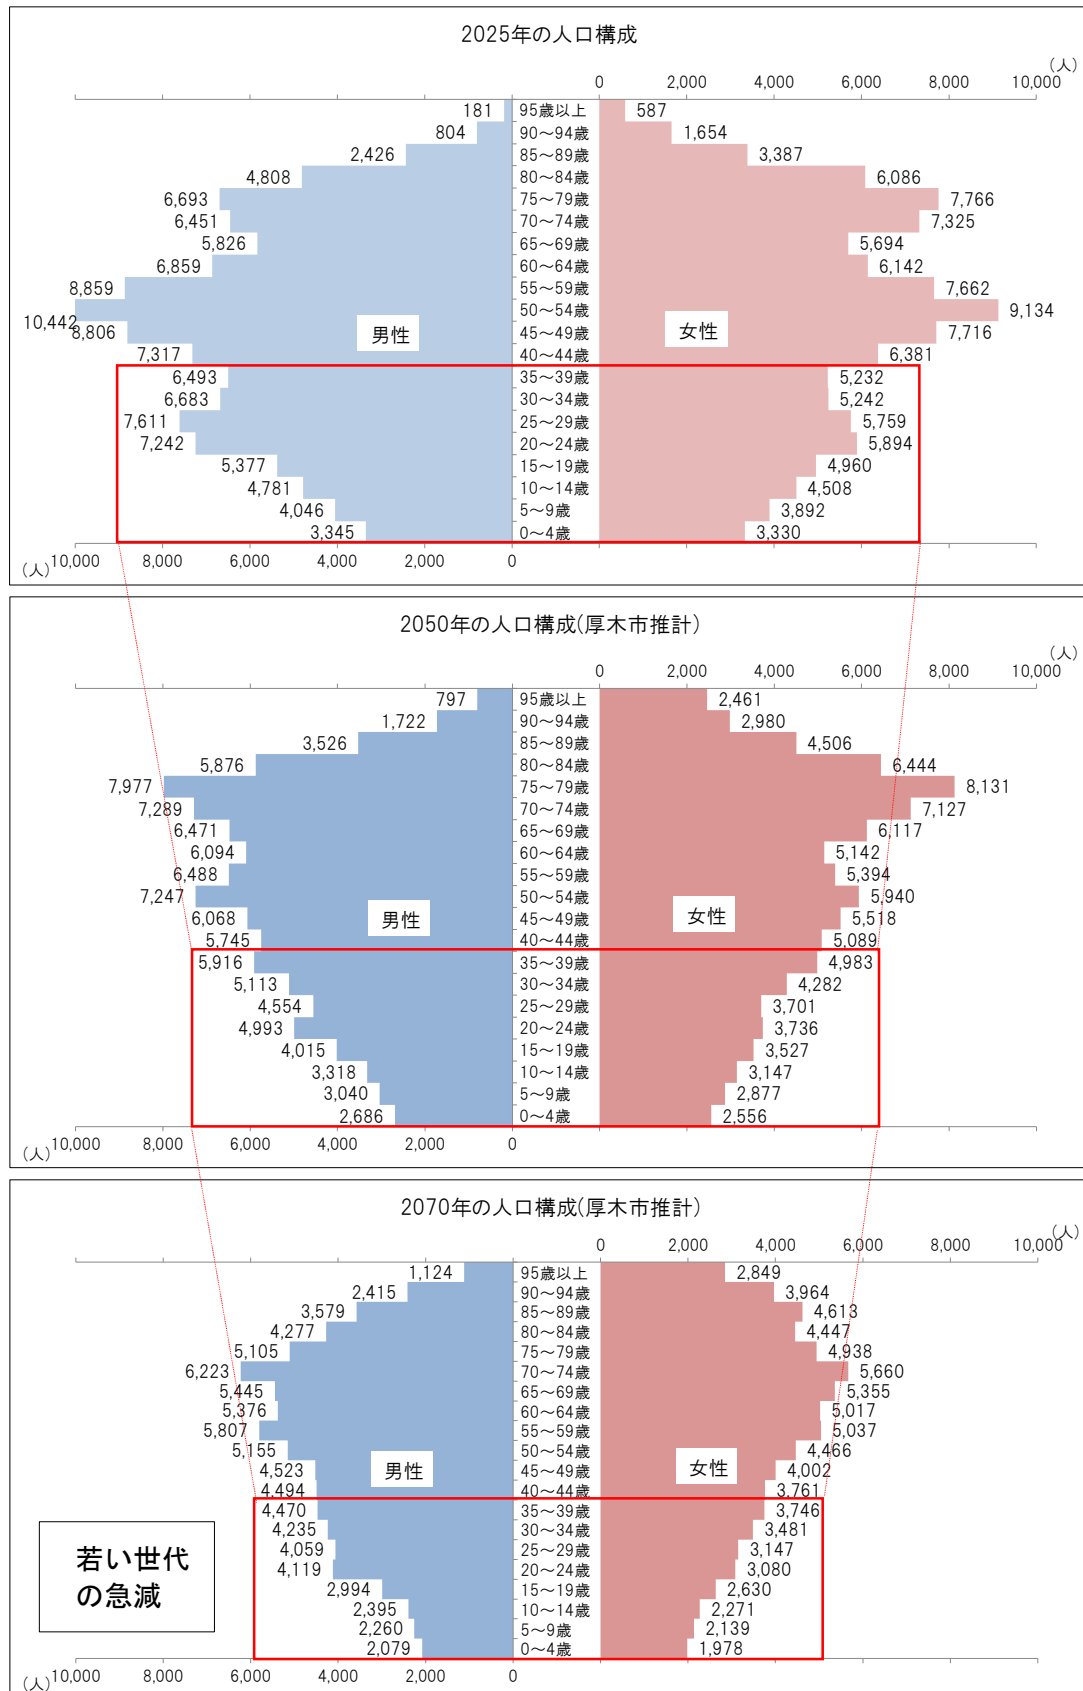 2025年の人口構成
(人)
0 2,000 4,000 6,000 8,000 10,000
181 95歳以上 587
804 90～94歳 1,654
2,426 85～89歳 3,387
4,808 80～84歳 6,086
6,693 75～79歳 7,766
6,451 70～74歳 7,325
5,826 65～69歳 5,694
6,859 60～64歳 6,142
8,859 55～59歳 7,662
10,442 50～54歳 9,134
8,806 45～49歳 7,716
男性 女性
7,317 40～44歳 6,381
6,493 35～39歳 5,232
6,683 30～34歳 5,242
7,611 25～29歳 5,759
7,242 20～24歳 5,894
5,377 15～19歳 4,960
4,781 10～14歳 4,508
4,046 5～9歳 3,892
3,345 0～4歳 3,330
(人) 10,000 8,000 6,000 4,000 2,000 0
2050年の人口構成(厚木市推計)
(人)
0 2,000 4,000 6,000 8,000 10,000
797 95歳以上 2,461
1,722 90～94歳 2,980
3,526 85～89歳 4,506
5,876 80～84歳 6,444
7,977 75～79歳 8,131
7,289 70～74歳 7,127
6,471 65～69歳 6,117
6,094 60～64歳 5,142
6,488 55～59歳 5,394
7,247 50～54歳 5,940
6,068 45～49歳 5,518
男性 女性
5,745 40～44歳 5,089
5,916 35～39歳 4,983
5,113 30～34歳 4,282
4,554 25～29歳 3,701
4,993 20～24歳 3,736
4,015 15～19歳 3,527
3,318 10～14歳 3,147
3,040 5～9歳 2,877
2,686 0～4歳 2,556
(人) 10,000 8,000 6,000 4,000 2,000 0
2070年の人口構成(厚木市推計)
(人)
0 2,000 4,000 6,000 8,000 10,000
1,124 95歳以上 2,849
2,415 90～94歳 3,964
3,579 85～89歳 4,613
4,277 80～84歳 4,447
5,105 75～79歳 4,938
6,223 70～74歳 5,660
5,445 65～69歳 5,355
5,376 60～64歳 5,017
5,807 55～59歳 5,037
5,155 50～54歳 4,466
4,523 45～49歳 4,002
男性 女性
4,494 40～44歳 3,761
4,470 35～39歳 3,746
4,235 30～34歳 3,481
4,059 25～29歳 3,147
4,119 20～24歳 3,080
2,994 15～19歳 2,630
2,395 10～14歳 2,271
2,260 5～9歳 2,139
2,079 0～4歳 1,978
若い世代
の急減
(人) 10,000 8,000 6,000 4,000 2,000 0